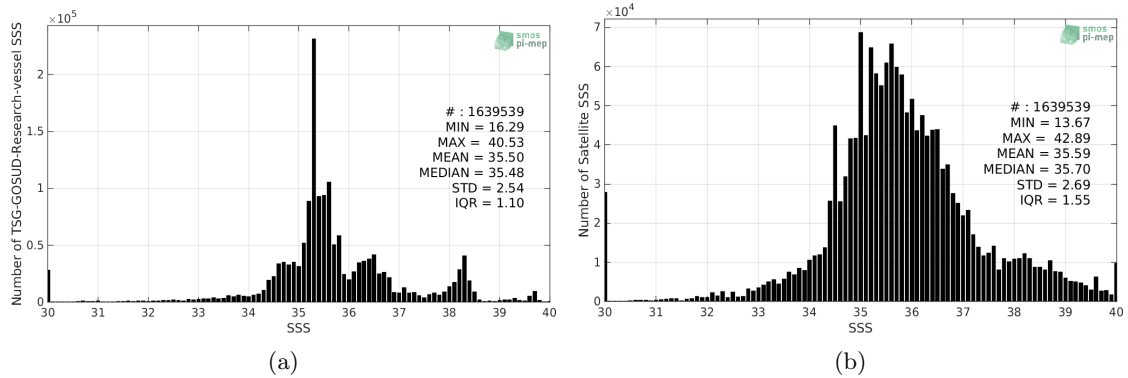 ×10⁵
Number of TSG-GOSUD-Research-vessel SSS
2
1.5
1
0.5
0
30 31 32 33 34 35 36 37 38 39 40
SSS
smos
pi-mep
# : 1639539
MIN = 16.29
MAX = 40.53
MEAN = 35.50
MEDIAN = 35.48
STD = 2.54
IQR = 1.10
(a)
×10⁴
Number of Satellite SSS
7
6
5
4
3
2
1
0
30 31 32 33 34 35 36 37 38 39 40
SSS
smos
pi-mep
# : 1639539
MIN = 13.67
MAX = 42.89
MEAN = 35.59
MEDIAN = 35.70
STD = 2.69
IQR = 1.55
(b)